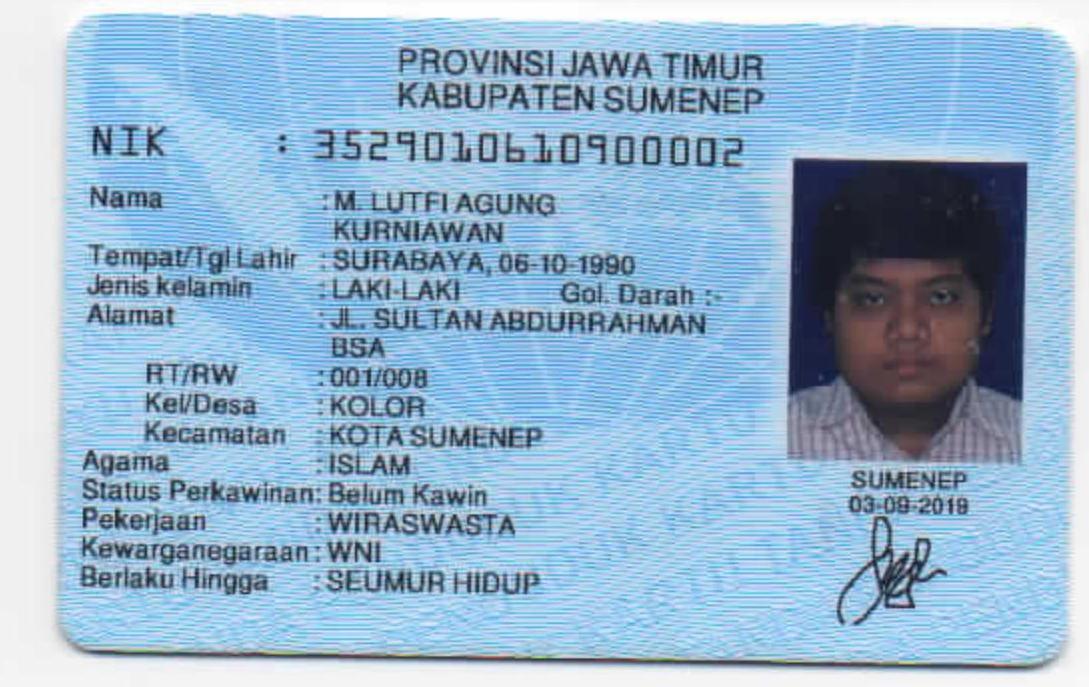 PROVINSI JAWA TIMUR
KABUPATEN SUMENEP
NIK : 3529010610900002
Nama : M. LUTFI AGUNG
KURNIAWAN
Tempat/Tgl Lahir : SURABAYA, 06-10-1990
Jenis kelamin : LAKI-LAKI Gol. Darah :-
Alamat : JL. SULTAN ABDURRAHMAN
BSA
RT/RW : 001/008
Kel/Desa : KOLOR
Kecamatan : KOTA SUMENEP
Agama : ISLAM
Status Perkawinan: Belum Kawin
Pekerjaan : WIRASWASTA
Kewarganegaraan: WNI
Berlaku Hingga : SEUMUR HIDUP
SUMENEP
03-09-2019